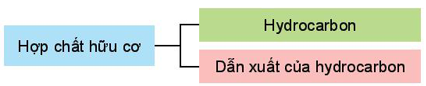 Hợp chất hữu cơ
Hydrocarbon
Dẫn xuất của hydrocarbon